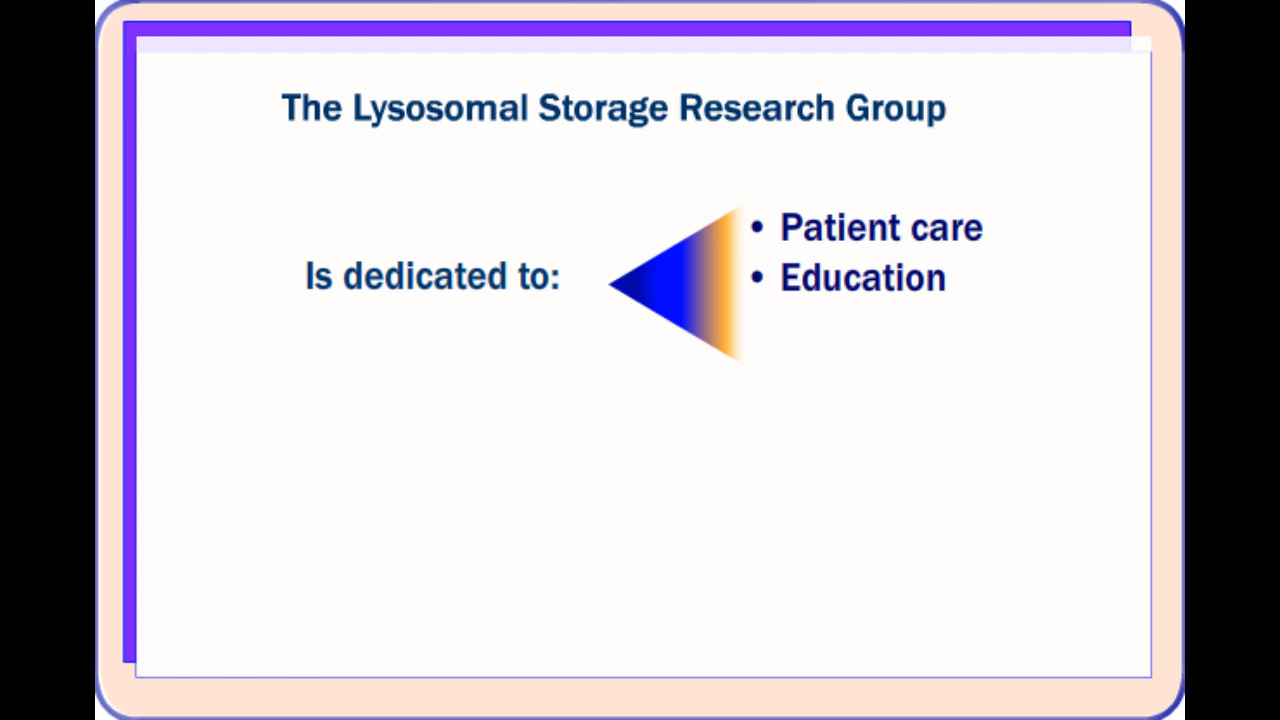 The Lysosomal Storage Research Group
Is dedicated to:
• Patient care
• Education